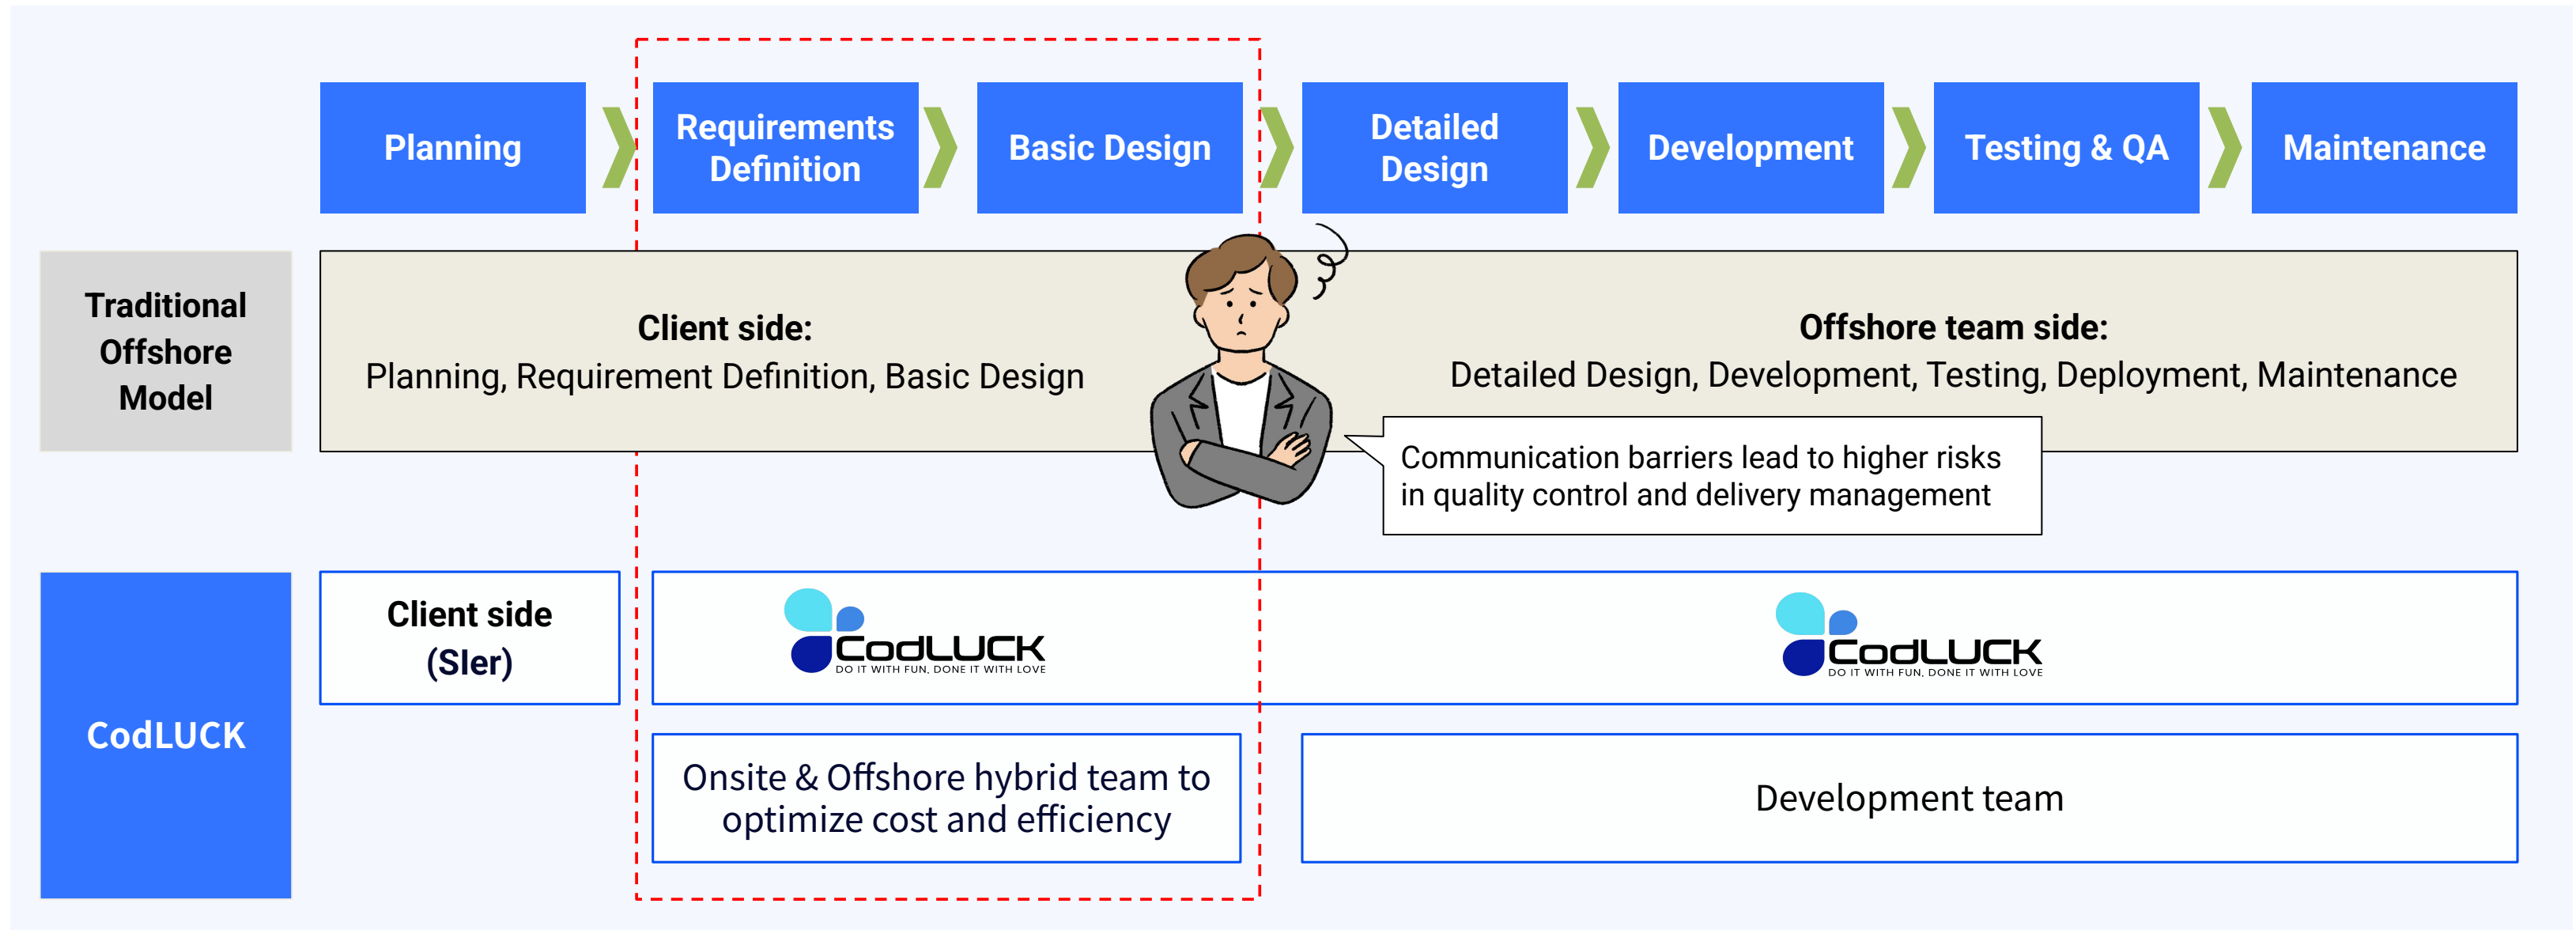 Planning
Requirements
Definition
Basic Design
Detailed
Design
Development
Testing & QA
Maintenance
Traditional
Offshore
Model
Client side:
Planning, Requirement Definition, Basic Design
Offshore team side:
Detailed Design, Development, Testing, Deployment, Maintenance
Communication barriers lead to higher risks
in quality control and delivery management
CodLUCK
Client side
(SIer)
CodLUCK
DO IT WITH FUN, DONE IT WITH LOVE
CodLUCK
DO IT WITH FUN, DONE IT WITH LOVE
Onsite & Offshore hybrid team to
optimize cost and efficiency
Development team